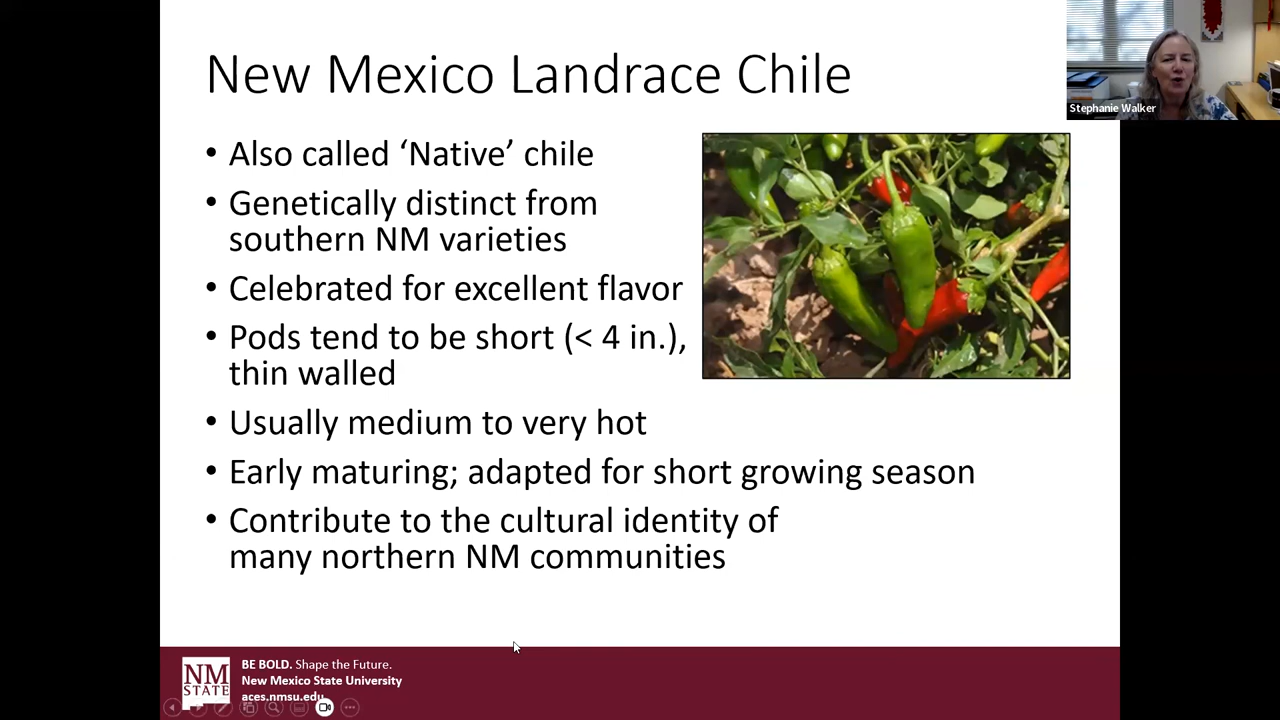 New Mexico Landrace Chile
Stephanie Walker
• Also called ‘Native’ chile
• Genetically distinct from
southern NM varieties
• Celebrated for excellent flavor
• Pods tend to be short (< 4 in.),
thin walled
• Usually medium to very hot
• Early maturing; adapted for short growing season
• Contribute to the cultural identity of
many northern NM communities
NM
STATE
BE BOLD. Shape the Future.
New Mexico State University
aces.nmsu.edu